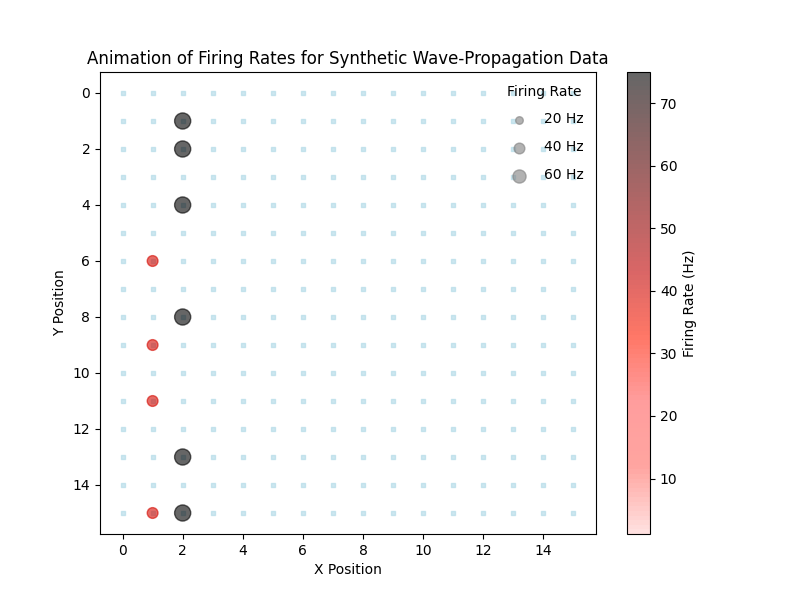 Animation of Firing Rates for Synthetic Wave-Propagation Data
Firing Rate
20 Hz
40 Hz
60 Hz
0
2
4
6
8
10
12
14
Y Position
0
2
4
6
8
10
12
14
X Position
70
60
50
40
30
20
10
Firing Rate (Hz)